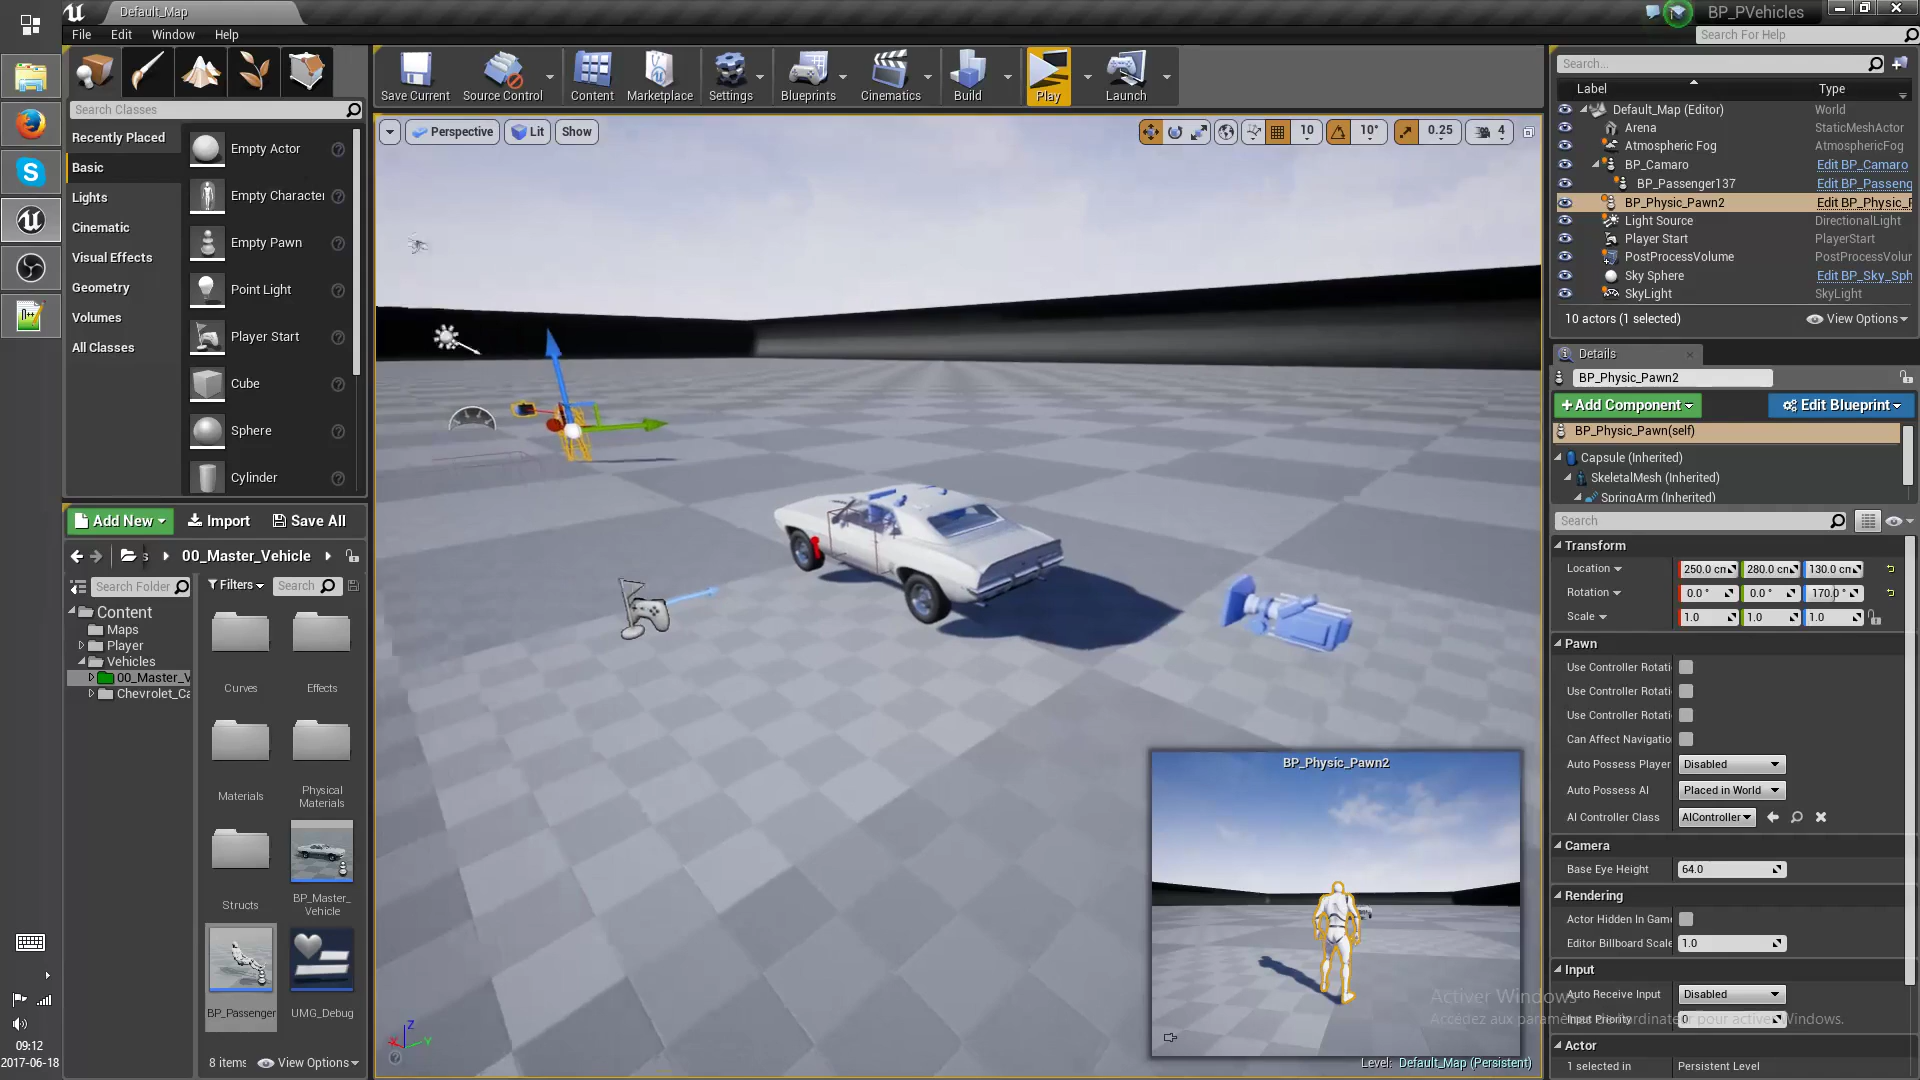 Default_Map
BP_PVehicles
File Edit Window Help
Search For Help
Search Classes
Recently Placed
Basic
Lights
Cinematic
Visual Effects
Geometry
Volumes
All Classes
Empty Actor
Empty Character
Empty Pawn
Point Light
Player Start
Cube
Sphere
Cylinder
Save Current
Source Control
Content
Marketplace
Settings
Blueprints
Cinematics
Build
Play
Launch
Perspective
Lit
Show
10
10°
0.25
4
Search...
Label Type
Default_Map (Editor) World
Arena StaticMeshActor
Atmospheric Fog AtmosphericFog
BP_Camaro Edit BP_Camaro
BP_Passenger137 Edit BP_Passeng
BP_Physic_Pawn2 Edit BP_Physic_P
Light Source DirectionalLight
Player Start PlayerStart
PostProcessVolume PostProcessVolur
Sky Sphere Edit BP_Sky_Sph
SkyLight SkyLight
10 actors (1 selected) View Options
Details
BP_Physic_Pawn2
+Add Component Edit Blueprint
BP_Physic_Pawn(self)
Capsule (Inherited)
SkeletalMesh (Inherited)
SpringArm (Inherited)
Search
Transform
Location 250.0 cm 280.0 cm 130.0 cm
Rotation 0.0 ° 0.0 ° 170.0 °
Scale 1.0 1.0 1.0
Pawn
Use Controller Rotati
Use Controller Rotati
Use Controller Rotati
Can Affect Navigatio
Auto Possess Player Disabled
Auto Possess AI Placed in World
AI Controller Class AIController
Camera
Base Eye Height 64.0
Rendering
Actor Hidden In Game
Editor Billboard Scale 1.0
Input
Auto Receive Input Disabled
Input Priority 0
Actor
1 selected in Persistent Level
Add New Import Save All
s 00_Master_Vehicle
Search Folder
Filters Search
Content
Maps
Player
Vehicles
00_Master_V
Chevrolet_Ca
Curves
Effects
Materials
Physical
Materials
Structs
BP_Master_
Vehicle
BP_Passenger
UMG_Debug
8 items View Options
BP_Physic_Pawn2
Z
X
Y
Level: Default_Map (Persistent)
Activer Windows
09:12
2017-06-18